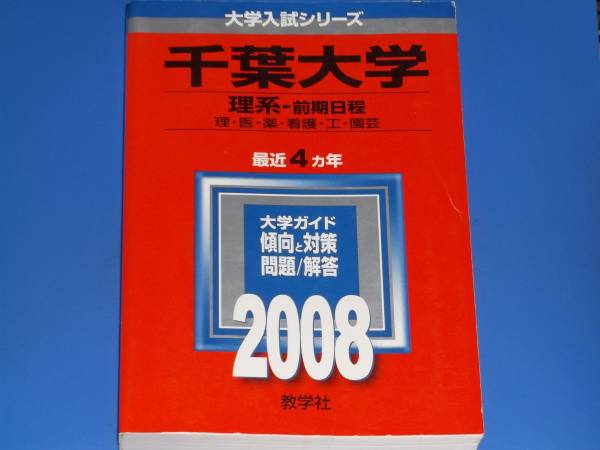 大学入試シリーズ
千葉大学
理系-前期日程
理・医・薬・看護・工・園芸
最近4ヵ年
大学ガイド
傾向と対策
問題/解答
2008
教学社